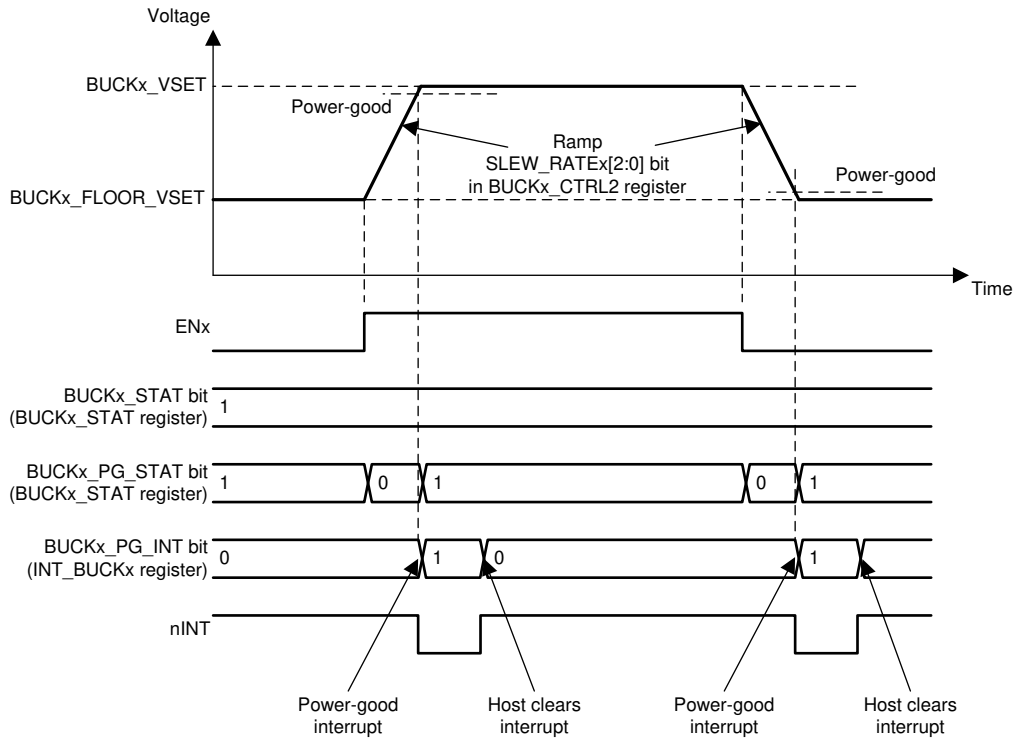 Voltage
BUCKx_VSET
Power-good
Ramp
SLEW_RATEx[2:0] bit
in BUCKx_CTRL2 register
Power-good
BUCKx_FLOOR_VSET
Time
ENx
BUCKx_STAT bit
(BUCKx_STAT register)
1
BUCKx_PG_STAT bit
(BUCKx_STAT register)
1 0 1 0 1
BUCKx_PG_INT bit
(INT_BUCKx register)
0 1 0 1
nINT
Power-good
interrupt
Host clears
interrupt
Power-good
interrupt
Host clears
interrupt